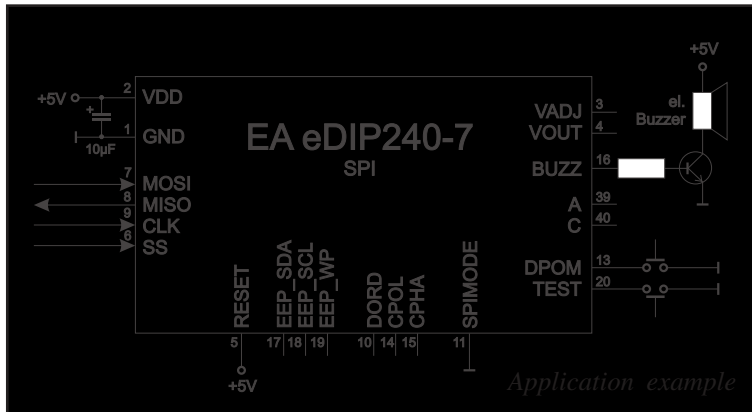 +5V
+5V
2
VDD
+
10µF
1
GND
EA eDIP240-7
SPI
VADJ
3
VOUT
4
el.
Buzzer
BUZZ
16
7
MOSI
8
MISO
9
CLK
6
SS
A
39
C
40
DPOM
13
TEST
20
RESET
EEP_SDA
EEP_SCL
EEP_WP
DORD
CPOL
CPHA
SPIMODE
5
17
18
19
10
14
15
11
+5V
Application example